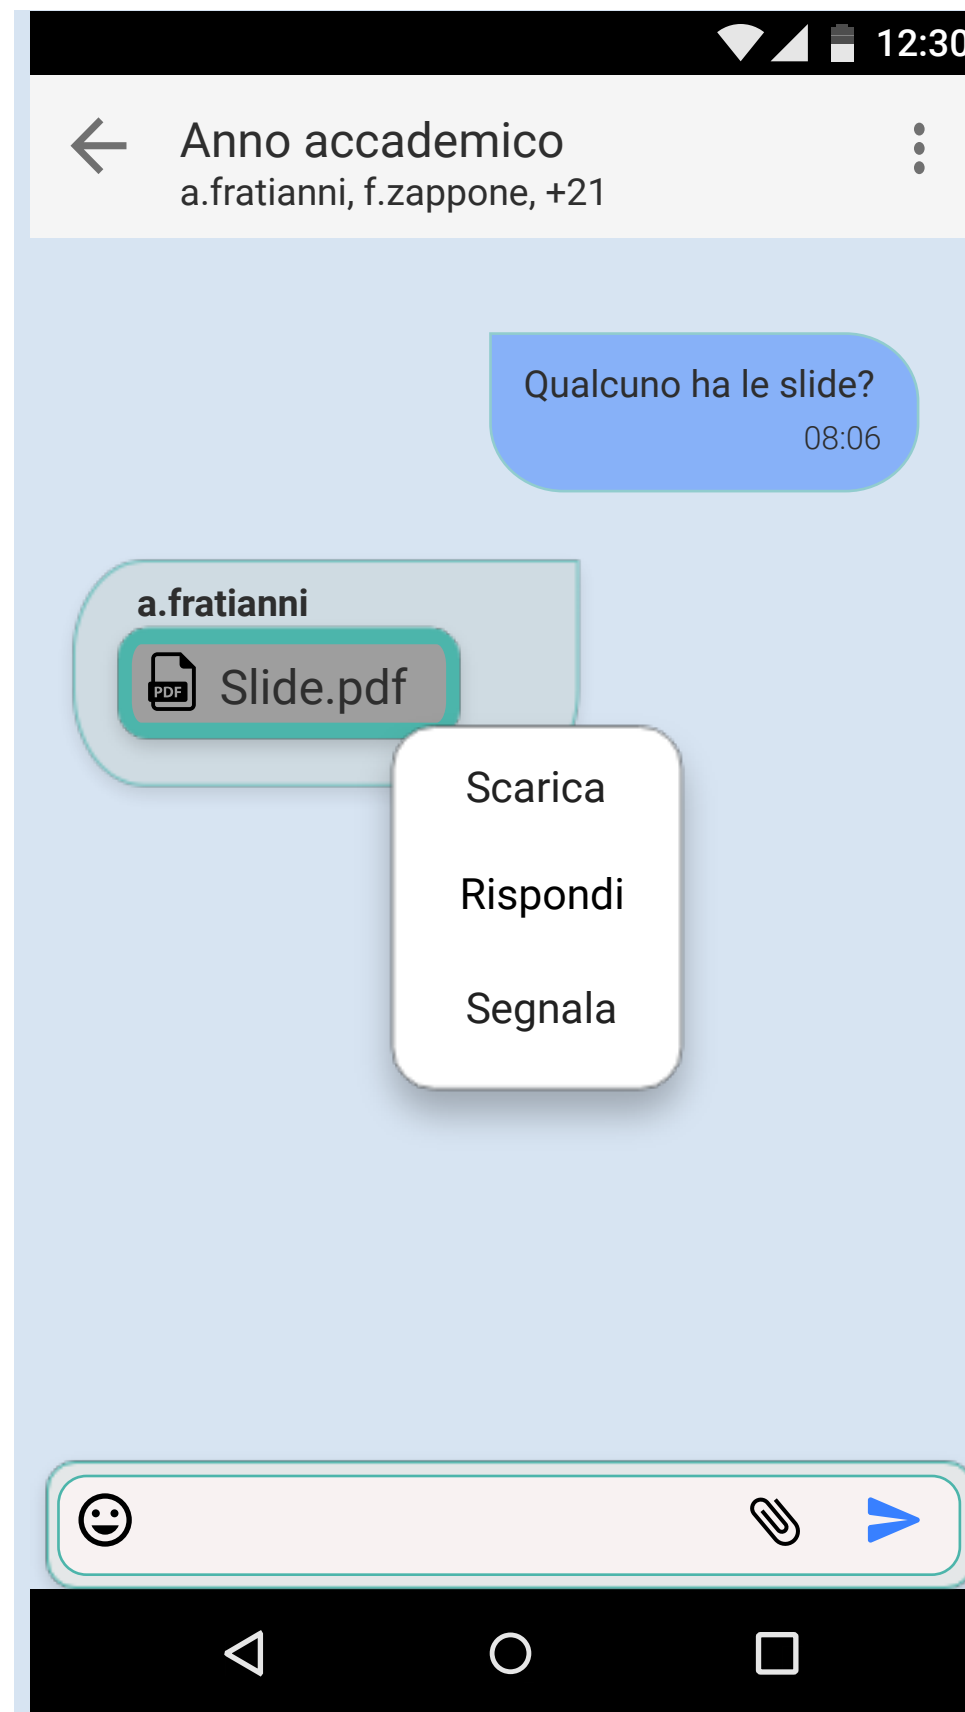 12:30
Anno accademico
a.fratianni, f.zappone, +21
Qualcuno ha le slide?
08:06
a.fratianni
PDF
Slide.pdf
Scarica
Rispondi
Segnala